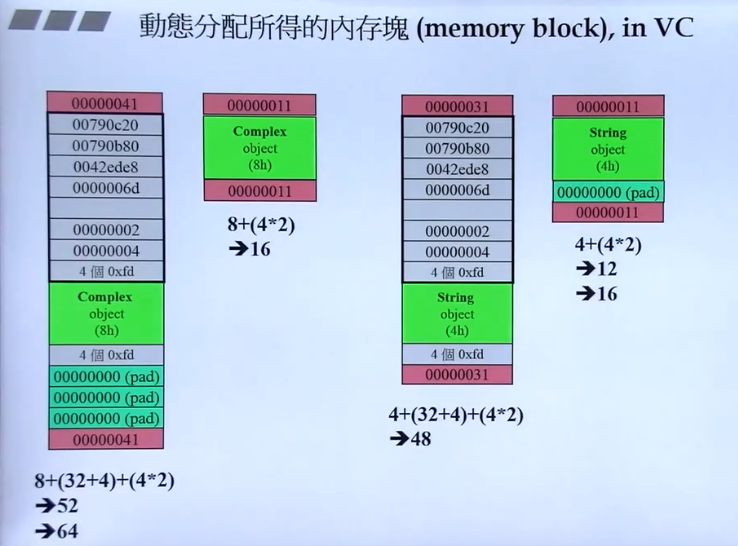 動態分配所得的內存塊 (memory block), in VC
00000041
00790c20
00790b80
0042ede8
0000006d
00000002
00000004
4 個 0xfd
Complex
object
(8h)
4 個 0xfd
00000000 (pad)
00000000 (pad)
00000000 (pad)
00000041
8+(32+4)+(4*2)
➔52
➔64
00000011
Complex
object
(8h)
00000011
8+(4*2)
➔16
00000031
00790c20
00790b80
0042ede8
0000006d
00000002
00000004
4 個 0xfd
String
object
(4h)
4 個 0xfd
00000031
4+(32+4)+(4*2)
➔48
00000011
String
object
(4h)
00000000 (pad)
00000011
4+(4*2)
➔12
➔16